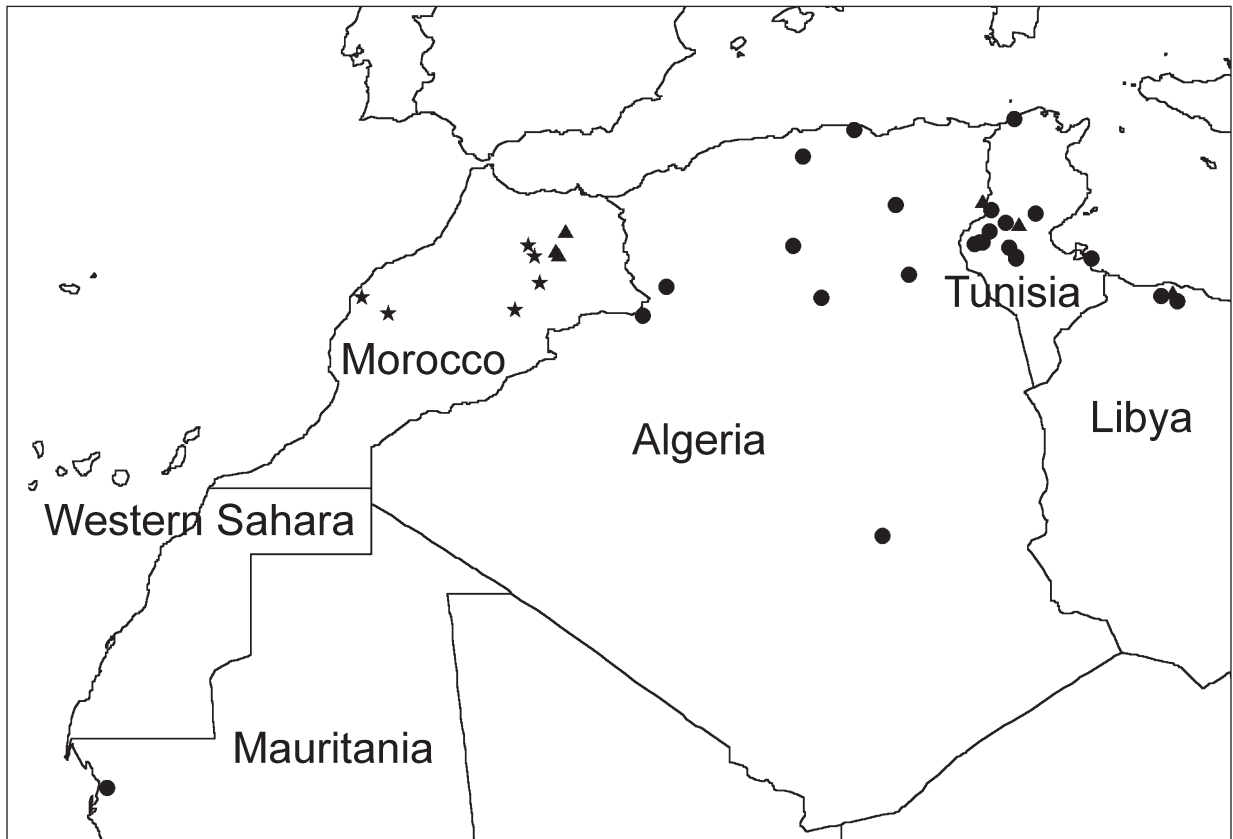 Tunisia
Morocco
Libya
Algeria
Western Sahara
Mauritania